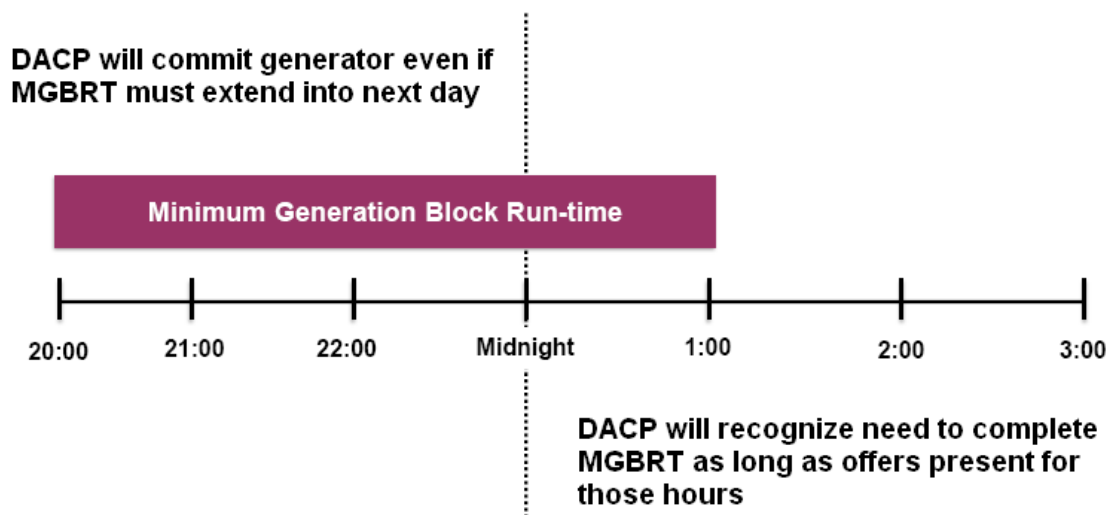 DACP will commit generator even if
MGBRT must extend into next day
Minimum Generation Block Run-time
20:00 21:00 22:00 Midnight 1:00 2:00 3:00
DACP will recognize need to complete
MGBRT as long as offers present for
those hours